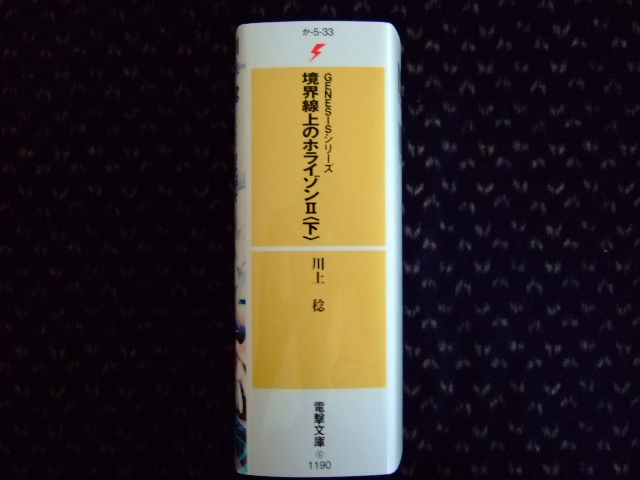 か-5-33
GENESISシリーズ
境界線上のホライゾンⅡ〈下〉
川上 稔
電撃文庫
1190